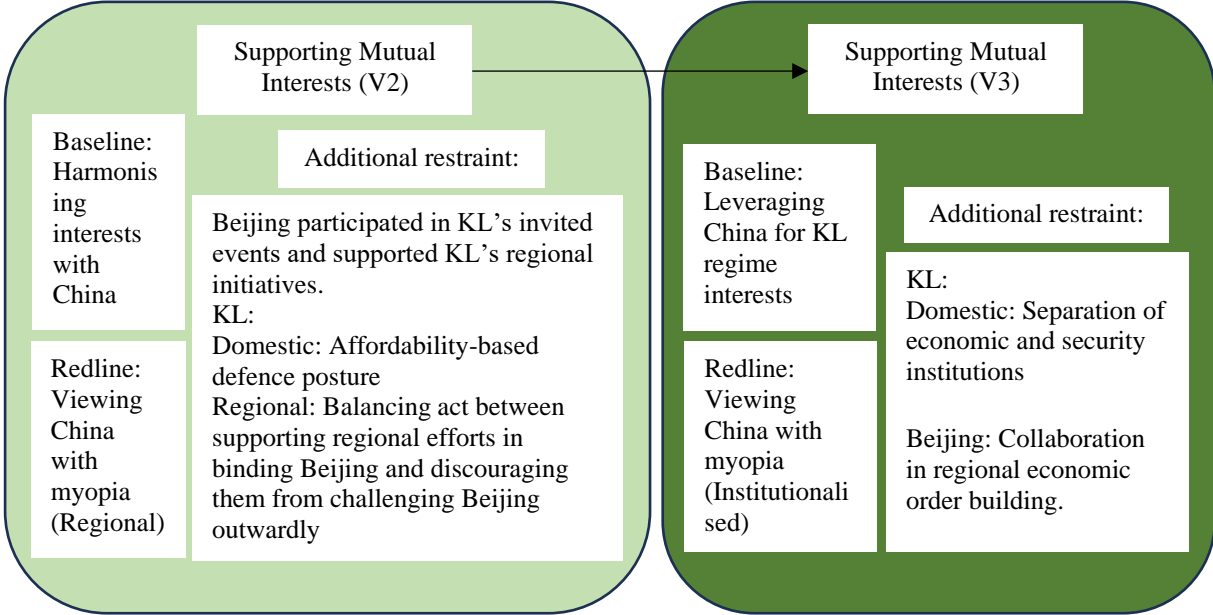 Supporting Mutual
Interests (V2)
Baseline:
Harmonis
ing
interests
with
China
Redline:
Viewing
China
with
myopia
(Regional)
Additional restraint:
Beijing participated in KL’s invited
events and supported KL’s regional
initiatives.
KL:
Domestic: Affordability-based
defence posture
Regional: Balancing act between
supporting regional efforts in
binding Beijing and discouraging
them from challenging Beijing
outwardly
Supporting Mutual
Interests (V3)
Baseline:
Leveraging
China for KL
regime
interests
Redline:
Viewing
China with
myopia
(Institutionali
sed)
Additional restraint:
KL:
Domestic: Separation of
economic and security
institutions
Beijing: Collaboration
in regional economic
order building.